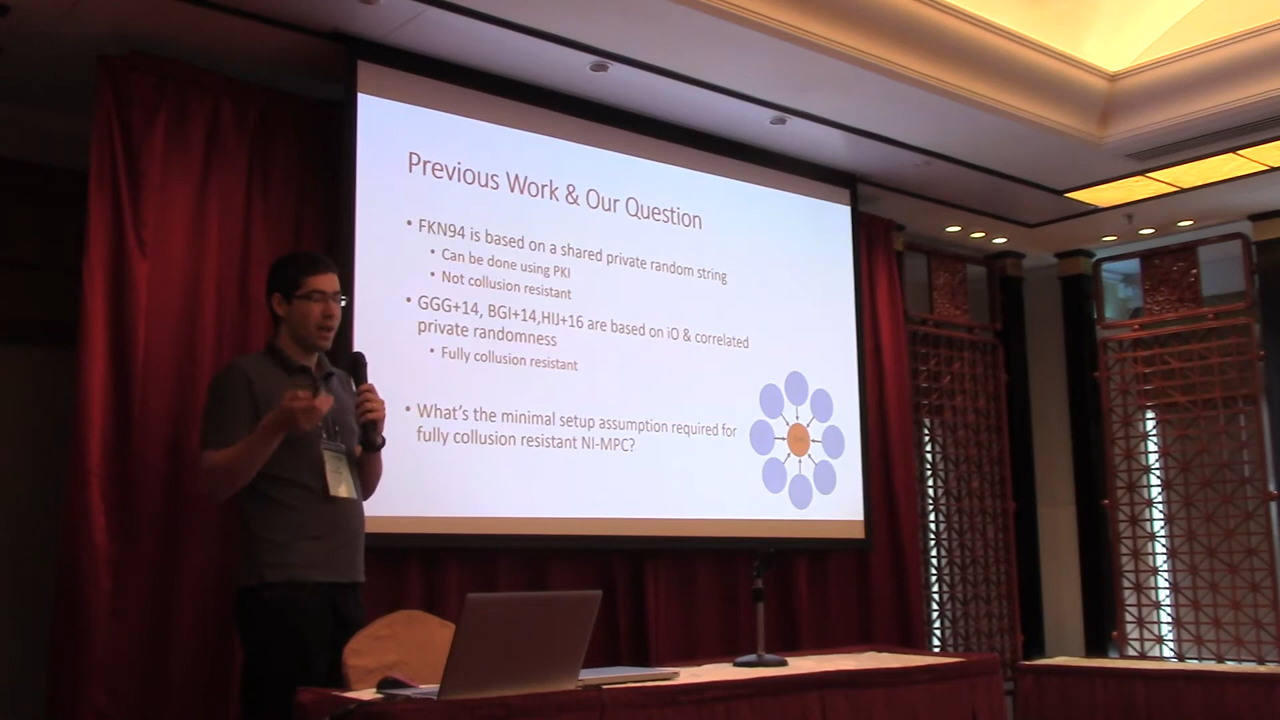 Previous Work & Our Question
• FKN94 is based on a shared private random string
• Can be done using PKI
• Not collusion resistant
• GGG+14, BGI+14,HIJ+16 are based on iO & correlated
private randomness
• Fully collusion resistant
• What's the minimal setup assumption required for
fully collusion resistant NI-MPC?